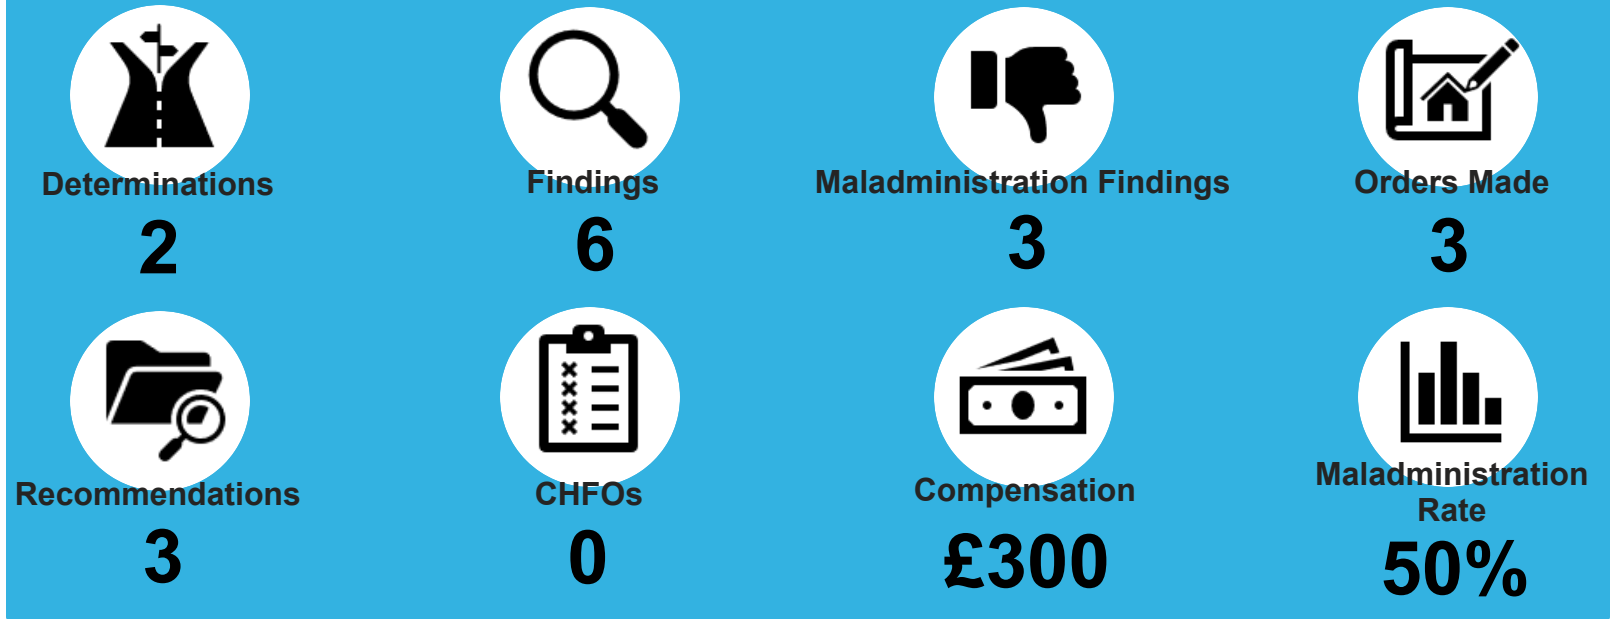 Determinations
2
Findings
6
Maladministration Findings
3
Orders Made
3
Recommendations
3
CHFOs
0
Compensation
£300
Maladministration
Rate
50%